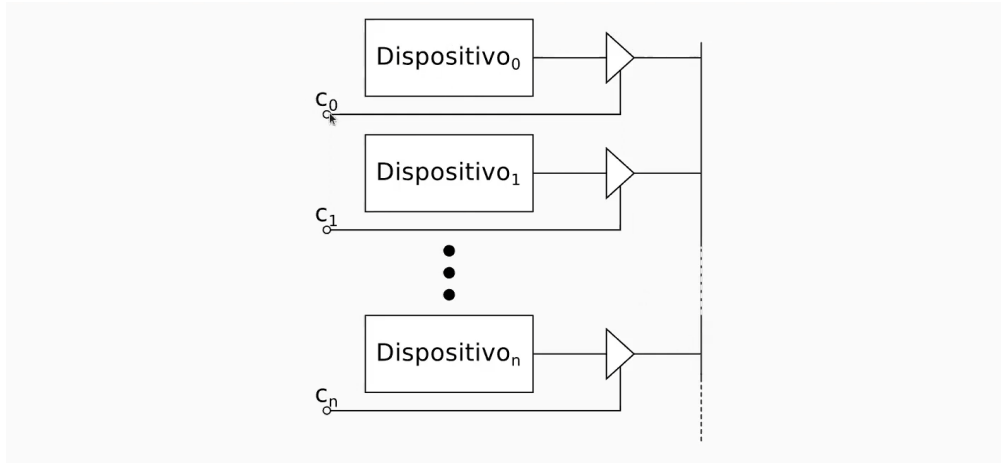 Dispositivo₀
c₀
Dispositivo₁
c₁
Dispositivoₙ
cₙ